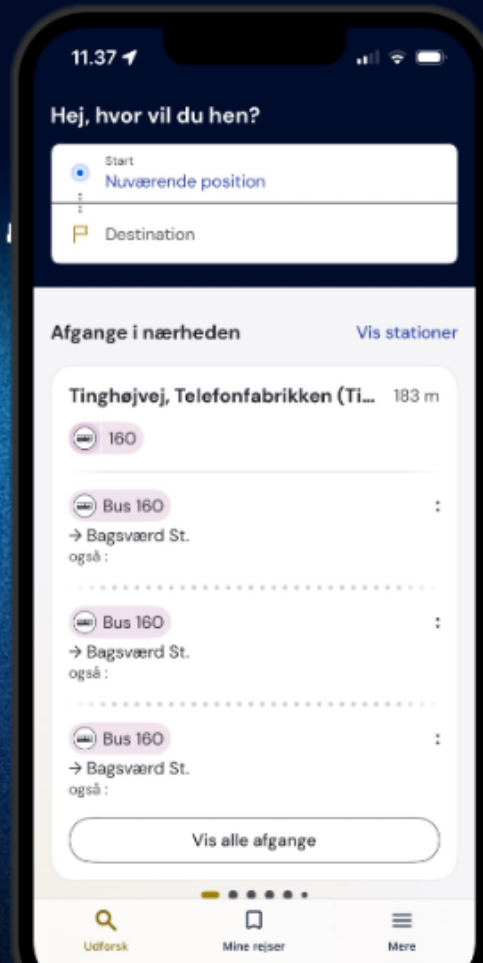 11.37
Hej, hvor vil du hen?
Start
Nuværende position
Destination
Afgange i nærheden
Vis stationer
Tinghøjvej, Telefonfabrikken (Ti... 183 m
160
Bus 160 :
→ Bagsværd St.
også :
Bus 160 :
→ Bagsværd St.
også :
Bus 160 :
→ Bagsværd St.
også :
Vis alle afgange
Udforsk
Mine rejser
Mere